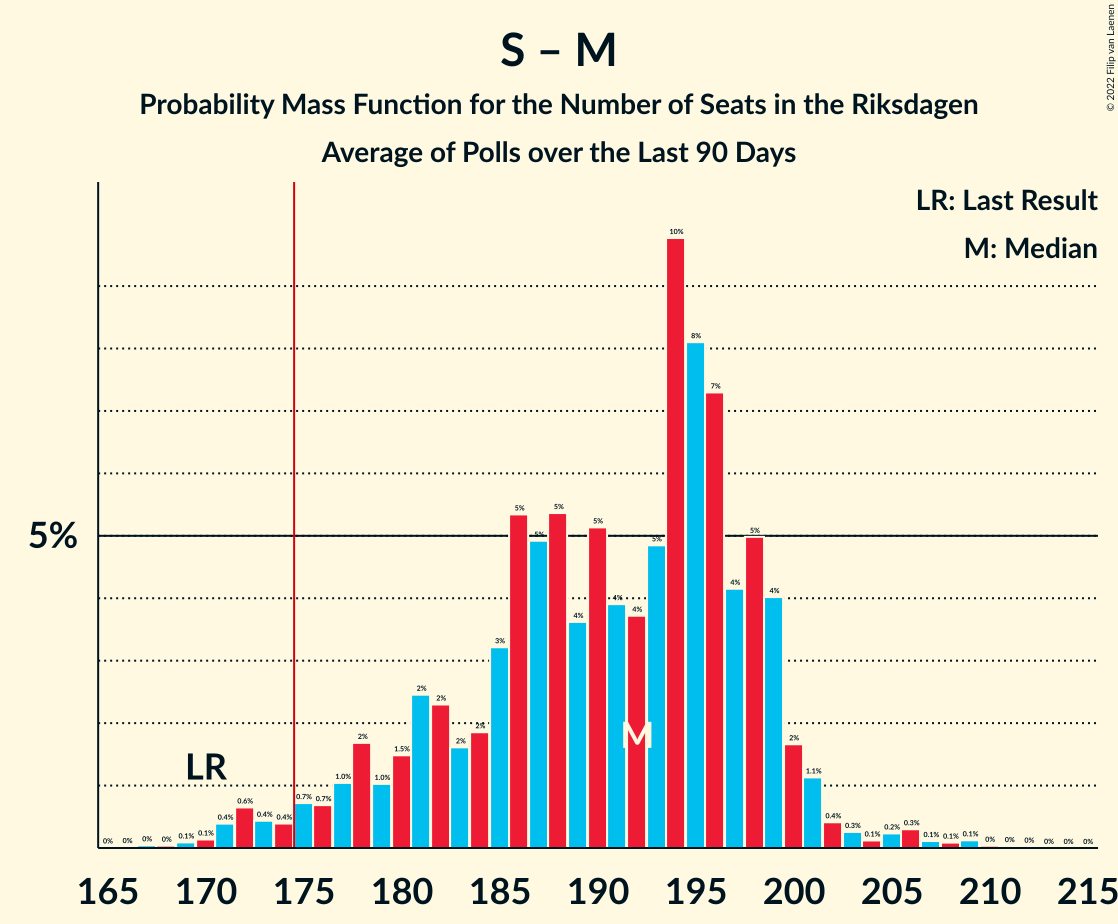 S – M
Probability Mass Function for the Number of Seats in the Riksdagen
Average of Polls over the Last 90 Days
© 2022 Filip van Laenen
LR: Last Result
M: Median
5%
LR
M
0% 0% 0% 0% 0.1% 0.1% 0.4% 0.6% 0.4% 0.4% 0.7% 0.7% 1.0% 2% 1.0% 1.5% 2% 2% 2% 2% 3% 5% 5% 5% 4% 5% 4% 4% 5% 10% 8% 7% 4% 5% 4% 2% 1.1% 0.4% 0.3% 0.1% 0.2% 0.3% 0.1% 0.1% 0.1% 0% 0% 0% 0% 0% 0%
165 170 175 180 185 190 195 200 205 210 215